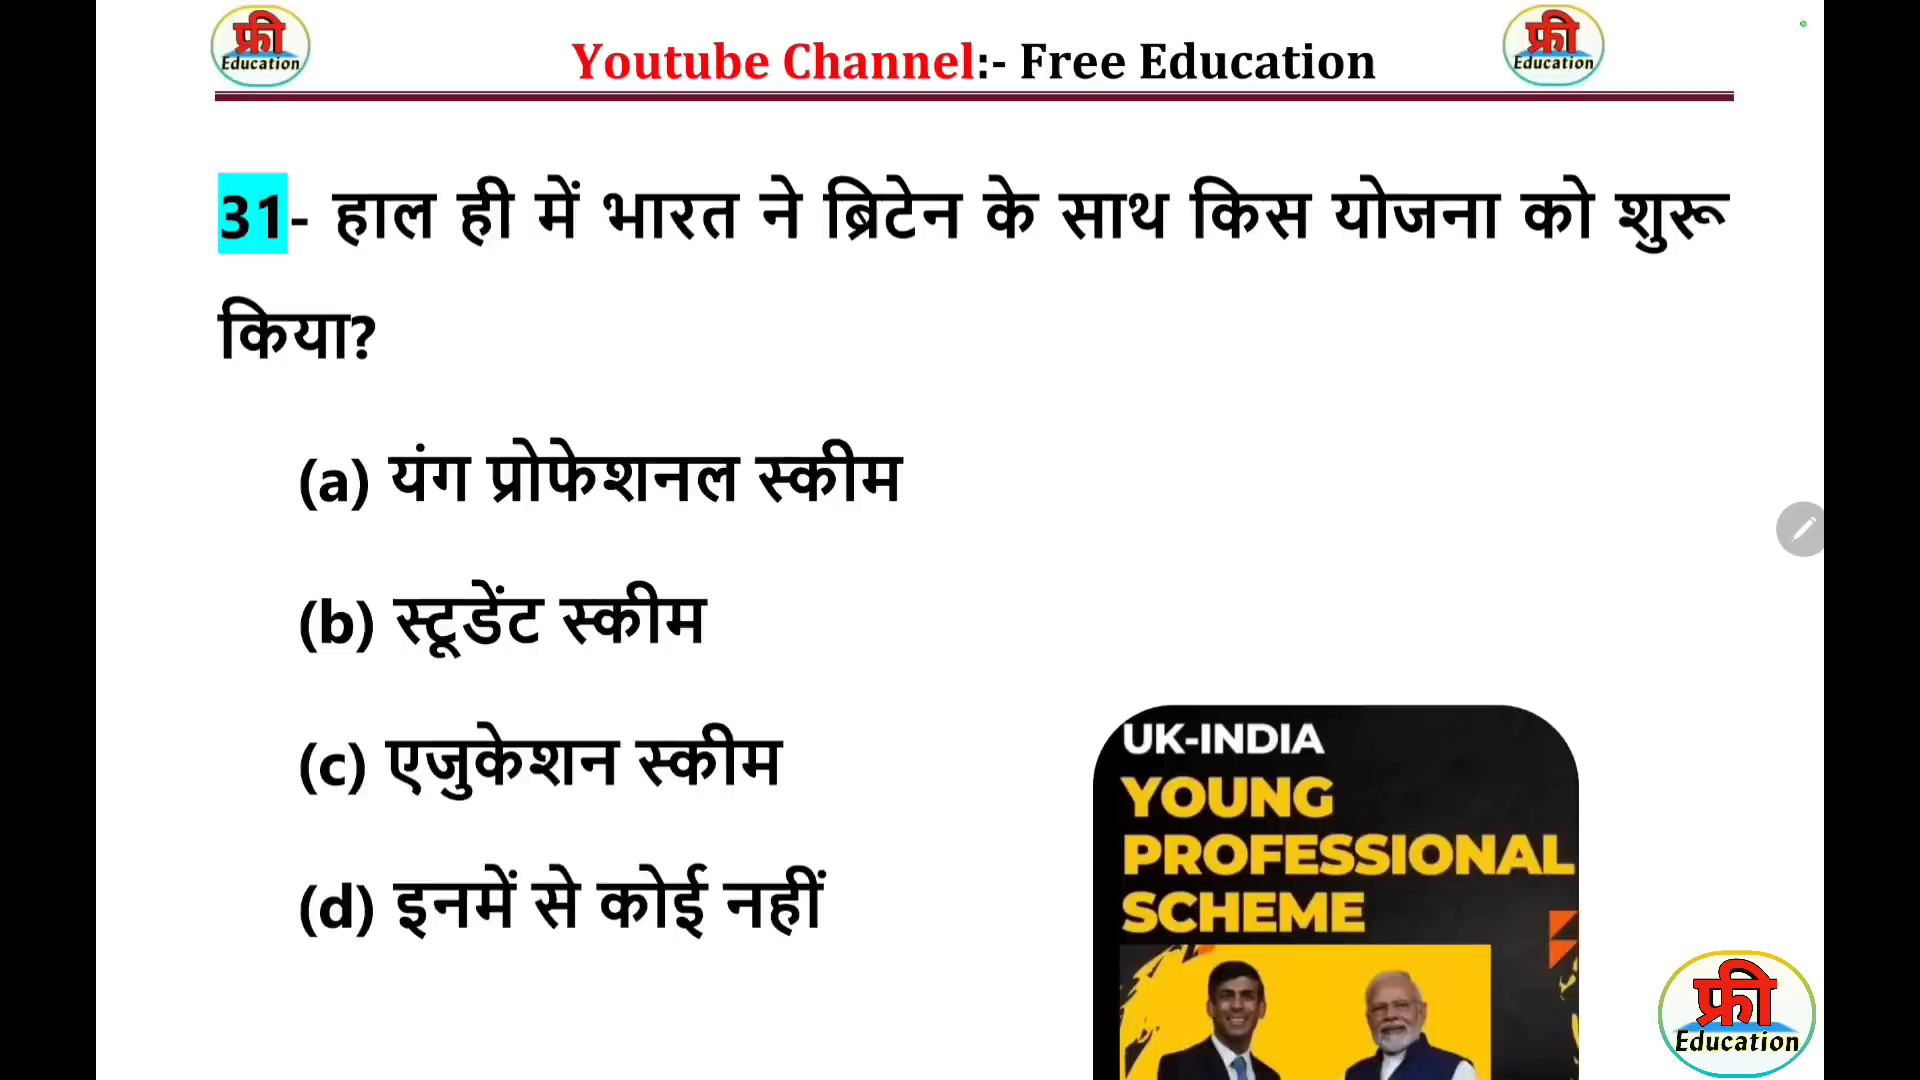 फ्री
Education
Youtube Channel:- Free Education
फ्री
Education
31- हाल ही में भारत ने ब्रिटेन के साथ किस योजना को शुरू
किया?
(a) यंग प्रोफेशनल स्कीम
(b) स्टूडेंट स्कीम
(c) एजुकेशन स्कीम
(d) इनमें से कोई नहीं
UK-INDIA
YOUNG
PROFESSIONAL
SCHEME
फ्री
Education